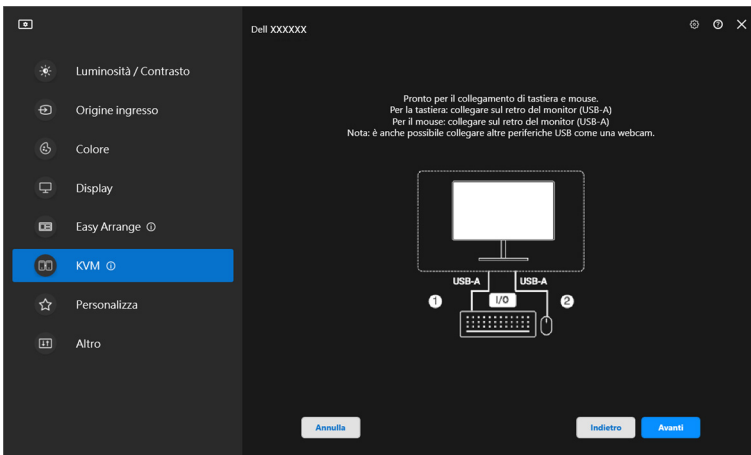 Dell XXXXXX
Luminosità / Contrasto
Origine ingresso
Colore
Display
Easy Arrange
KVM
Personalizza
Altro
Pronto per il collegamento di tastiera e mouse.
Per la tastiera: collegare sul retro del monitor (USB-A)
Per il mouse: collegare sul retro del monitor (USB-A)
Nota: è anche possibile collegare altre periferiche USB come una webcam.
USB-A USB-A
1 I/O 2
Annulla
Indietro
Avanti